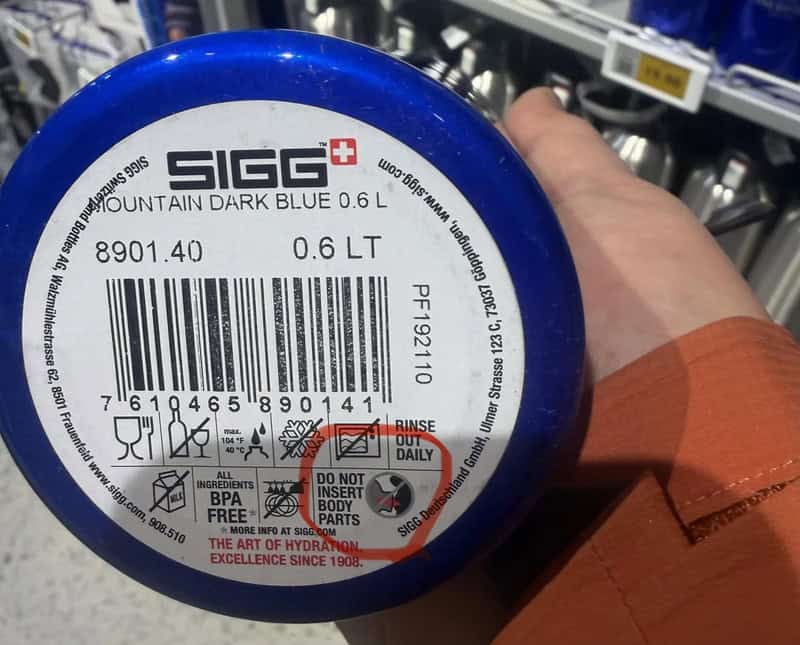 SIGG™
MOUNTAIN DARK BLUE 0.6 L
8901.40 0.6 LT
PF192110
7 610465 890141
max.
104 °F
40 °C
RINSE
OUT
DAILY
MILK
ALL
INGREDIENTS
BPA
FREE*
DO NOT
INSERT
BODY
PARTS
* MORE INFO AT SIGG.COM
THE ART OF HYDRATION.
EXCELLENCE SINCE 1908.
SIGG Switzerland Bottles AG, Walzmühlestrasse 62, 8501 Frauenfeld www.sigg.com, 908.510
SIGG Deutschland GmbH, Ulmer Strasse 123C, 73037 Göppingen, www.sigg.com